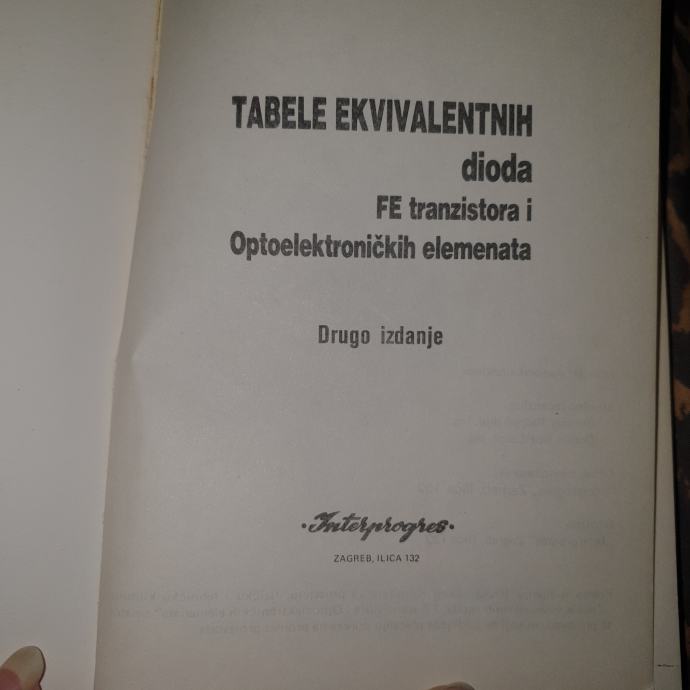 TABELE EKVIVALENTNIH
dioda
FE tranzistora i
Optoelektroničkih elemenata
Drugo izdanje
·Interprogres·
ZAGREB, ILICA 132